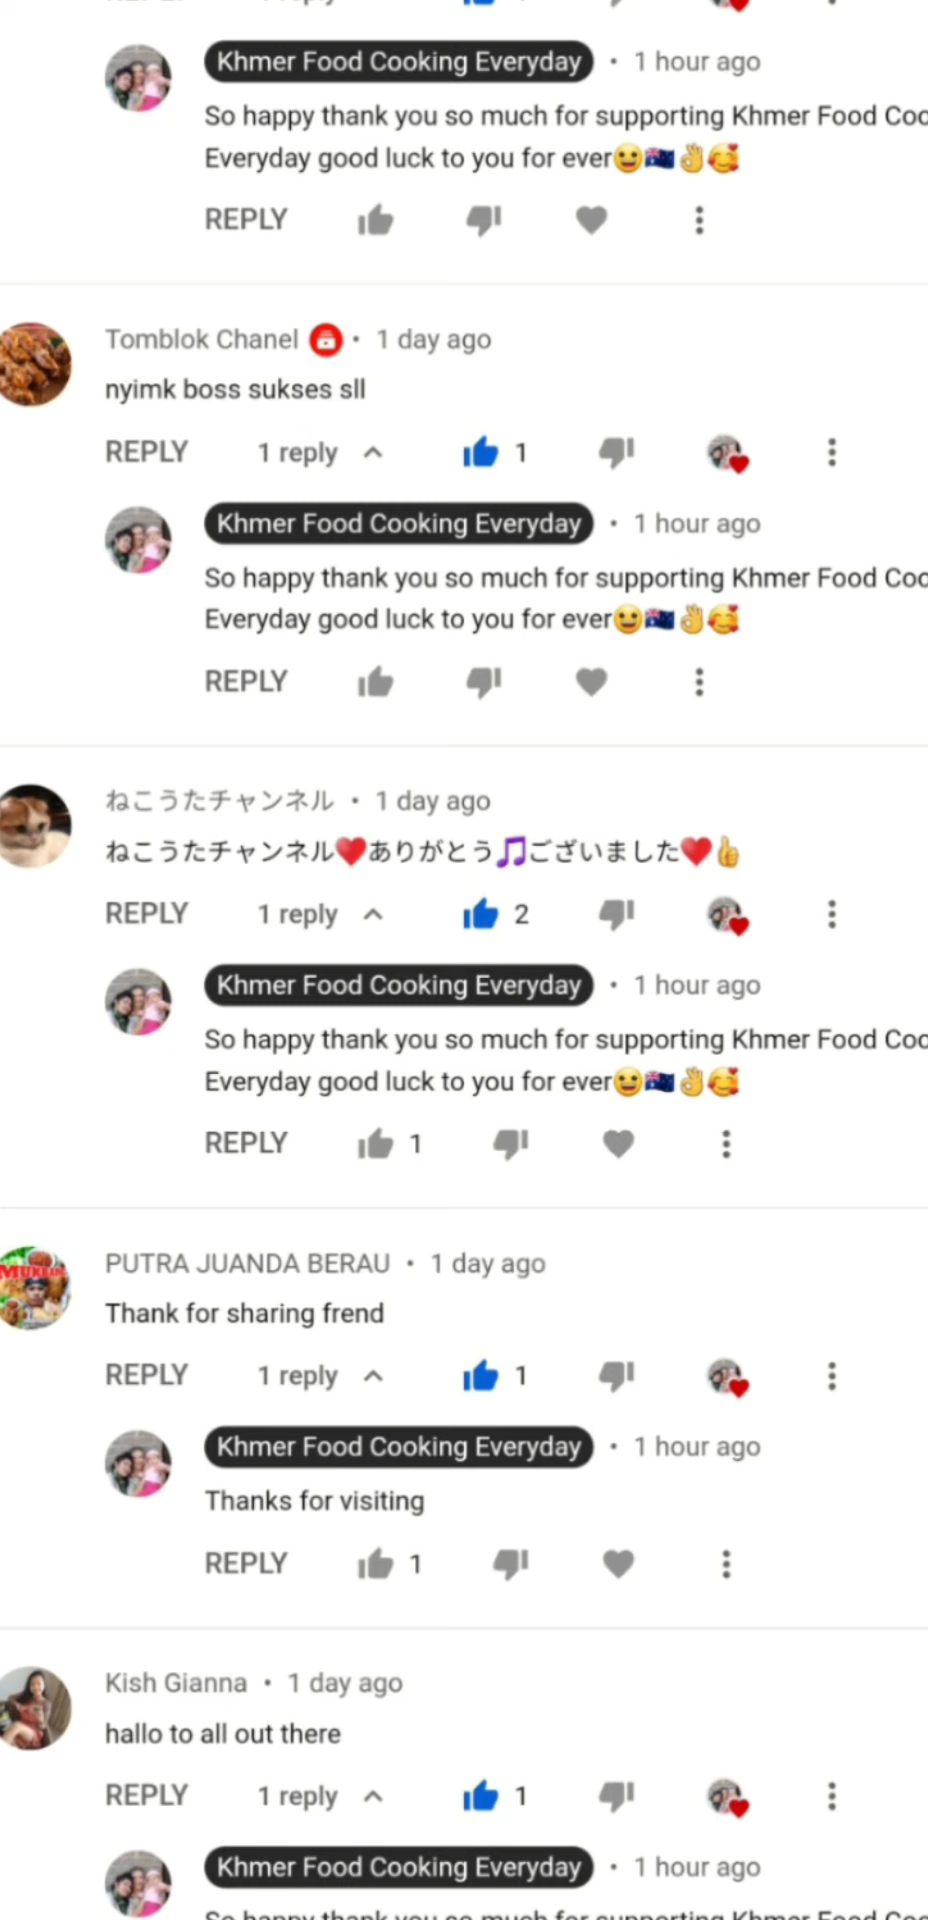 Khmer Food Cooking Everyday • 1 hour ago
So happy thank you so much for supporting Khmer Food
Everyday good luck to you for ever😀🇦🇺👌🥰
REPLY
Tomblok Chanel • 1 day ago
nyimk boss sukses sll
REPLY 1 reply 1
Khmer Food Cooking Everyday • 1 hour ago
So happy thank you so much for supporting Khmer Food
Everyday good luck to you for ever😀🇦🇺👌🥰
REPLY
ねこうたチャンネル • 1 day ago
ねこうたチャンネル❤️ありがとう🎵ございました❤️👍
REPLY 1 reply 2
Khmer Food Cooking Everyday • 1 hour ago
So happy thank you so much for supporting Khmer Food
Everyday good luck to you for ever😀🇦🇺👌🥰
REPLY 1
PUTRA JUANDA BERAU • 1 day ago
Thank for sharing frend
REPLY 1 reply 1
Khmer Food Cooking Everyday • 1 hour ago
Thanks for visiting
REPLY 1
Kish Gianna • 1 day ago
hallo to all out there
REPLY 1 reply 1
Khmer Food Cooking Everyday • 1 hour ago